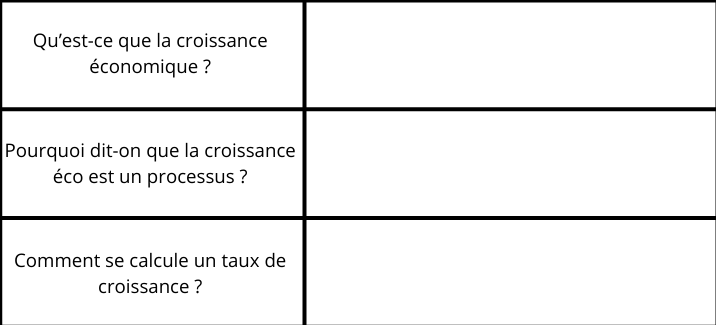 Qu’est-ce que la croissance
économique ?
Pourquoi dit-on que la croissance
éco est un processus ?
Comment se calcule un taux de
croissance ?